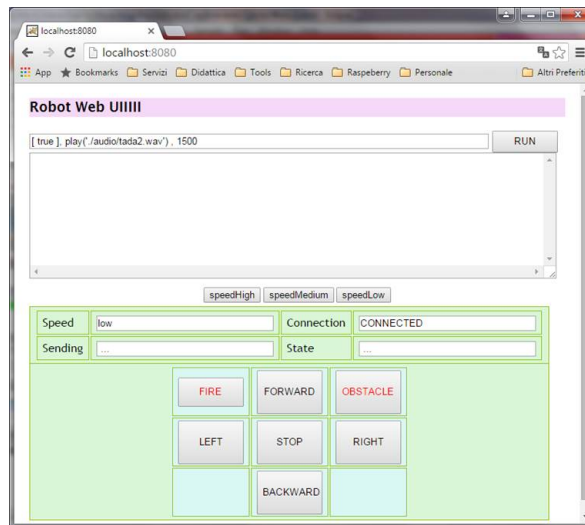 localhost:8080
localhost:8080
App Bookmarks Servizi Didattica Tools Ricerca Raspeberry Personale Altri Preferiti
Robot Web UIIIII
[ true ], play('./audio/tada2.wav') , 1500 RUN
speedHigh speedMedium speedLow
Speed low Connection CONNECTED
Sending ... State ...
FIRE FORWARD OBSTACLE
LEFT STOP RIGHT
BACKWARD